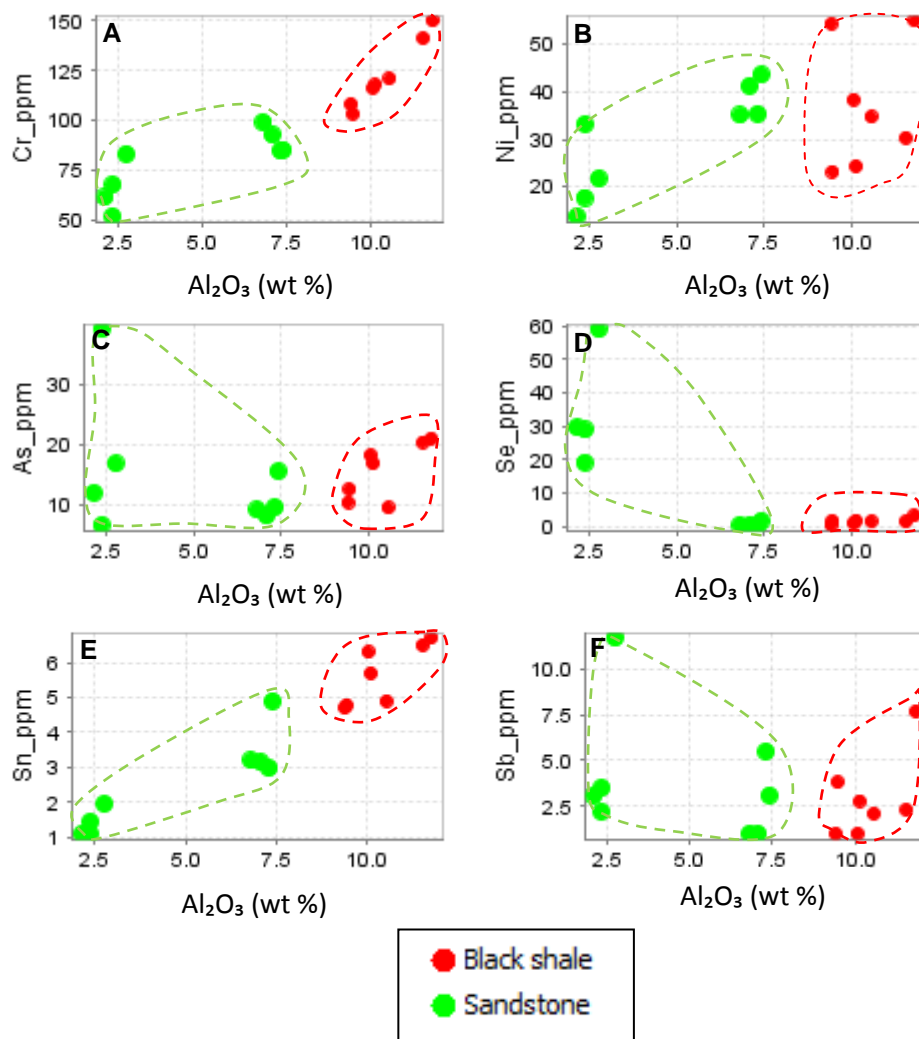 A
150
125
100
75
50
Cr_ppm
2.5 5.0 7.5 10.0
Al₂O₃ (wt %)
B
50
40
30
20
Ni_ppm
2.5 5.0 7.5 10.0
Al₂O₃ (wt %)
C
30
20
10
As_ppm
2.5 5.0 7.5 10.0
Al₂O₃ (wt %)
D
60
50
40
30
20
10
0
Se_ppm
2.5 5.0 7.5 10.0
Al₂O₃ (wt %)
E
6
5
4
3
2
1
Sn_ppm
2.5 5.0 7.5 10.0
Al₂O₃ (wt %)
F
10.0
7.5
5.0
2.5
Sb_ppm
2.5 5.0 7.5 10.0
Al₂O₃ (wt %)
Black shale
Sandstone